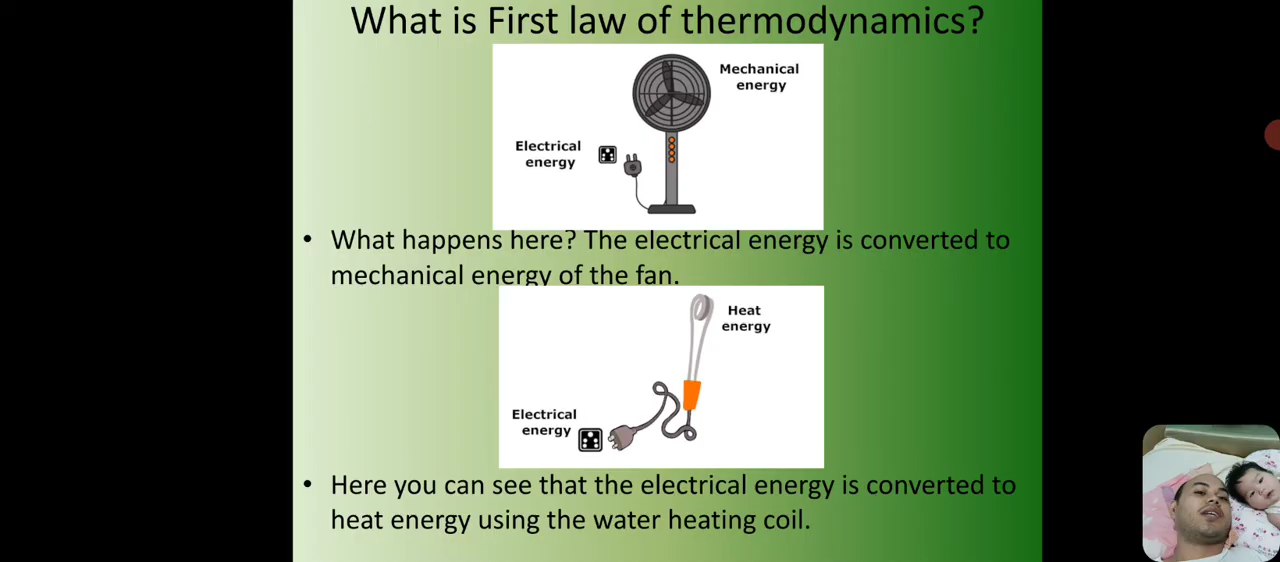 What is First law of thermodynamics?
Mechanical
energy
Electrical
energy
• What happens here? The electrical energy is converted to
mechanical energy of the fan.
Heat
energy
Electrical
energy
• Here you can see that the electrical energy is converted to
heat energy using the water heating coil.